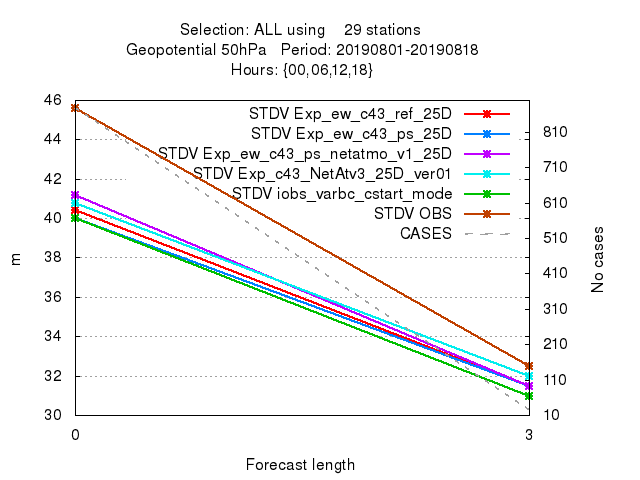 Selection: ALL using    29 stations
Geopotential 50hPa   Period: 20190801-20190818
Hours: {00,06,12,18}
STDV Exp_ew_c43_ref_25D
STDV Exp_ew_c43_ps_25D
STDV Exp_ew_c43_ps_netatmo_v1_25D
STDV Exp_c43_NetAtv3_25D_ver01
STDV iobs_varbc_cstart_mode
STDV OBS
CASES
46
44
42
40
38
36
34
32
30
m
810
710
610
510
410
310
210
110
10
No cases
0
3
Forecast length